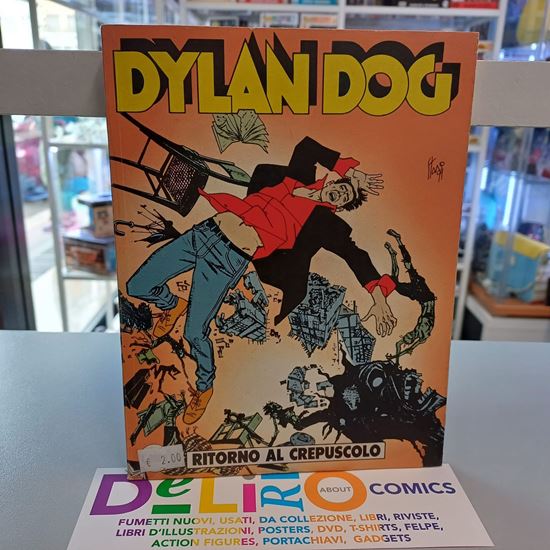 DYLAN DOG
€ 2.00
RITORNO AL CREPUSCOLO
DeLiRiO ABOUT COMICS
FUMETTI NUOVI, USATI, DA COLLEZIONE, LIBRI, RIVISTE,
LIBRI D'ILLUSTRAZIONI, POSTERS, DVD, T-SHIRTS, FELPE,
ACTION FIGURES, PORTACHIAVI, GADGETS